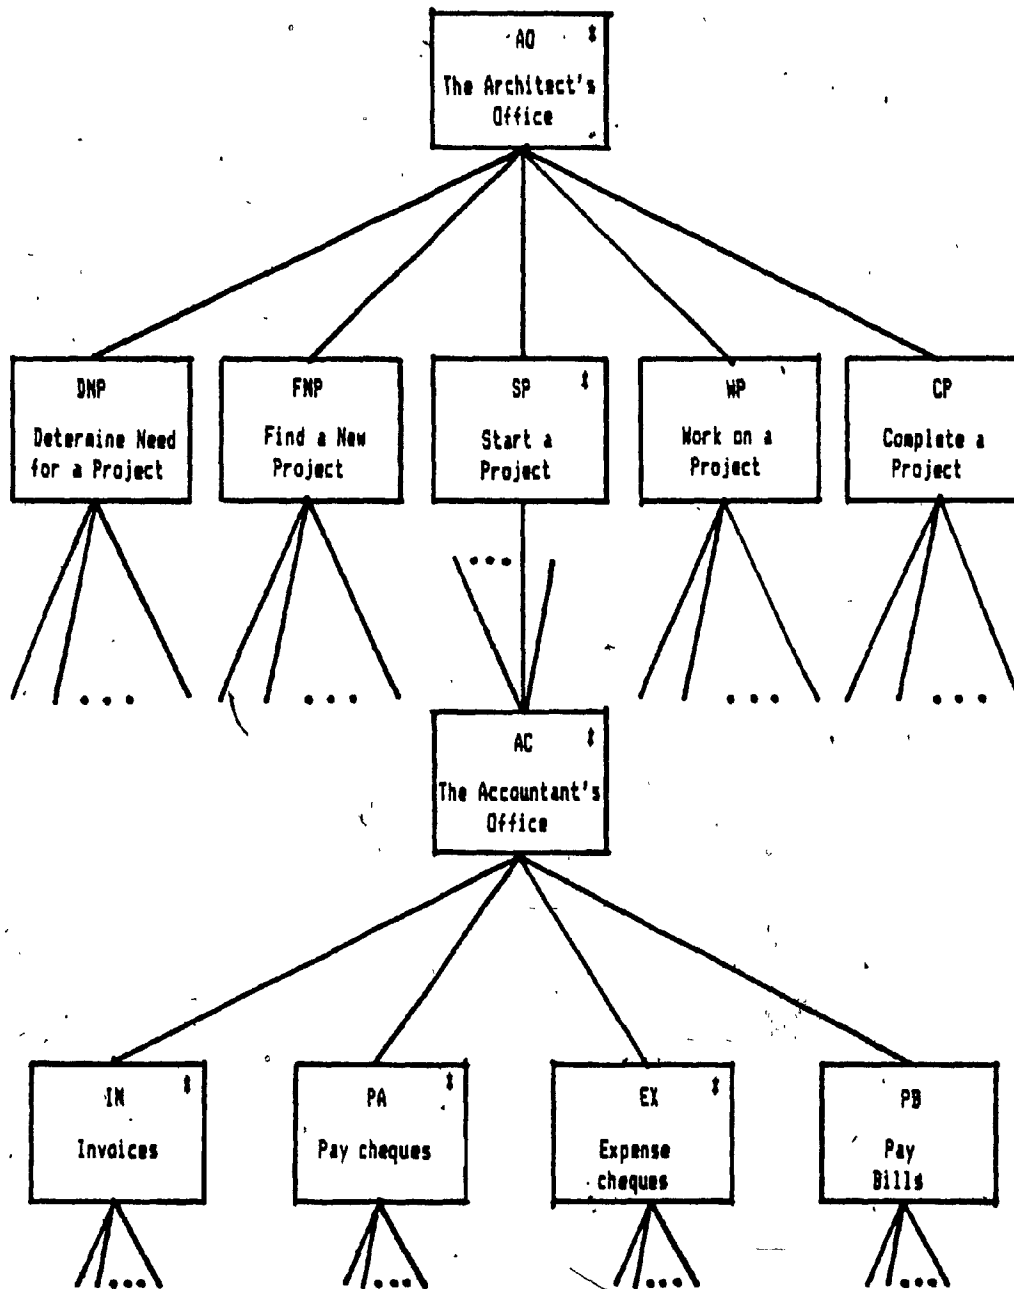 AO *
The Architect's
Office
DNP
Determine Need
for a Project
FNP
Find a New
Project
SP *
Start a
Project
WP
Work on a
Project
CP
Complete a
Project
...
... ... ... ...
AC *
The Accountant's
Office
IN *
Invoices
PA *
Pay cheques
EX *
Expense
cheques
PB
Pay
Bills
... ... ... ...